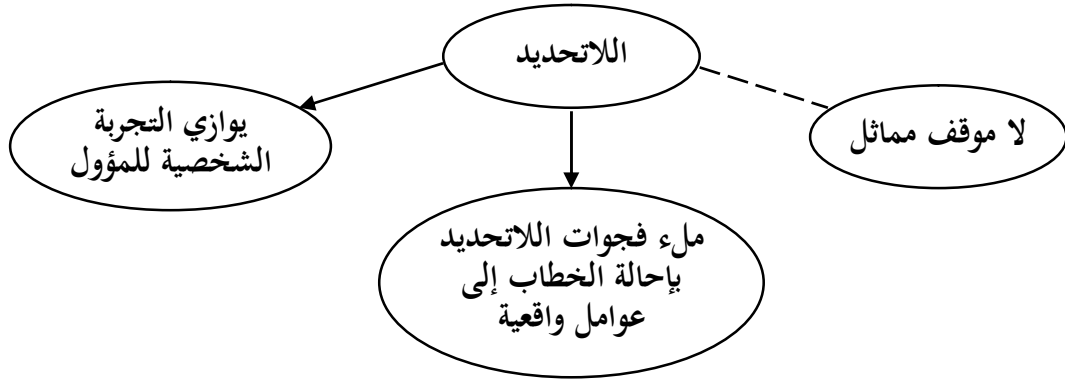 اللاتحديد
لا موقف مماثل
يوازي التجربة
الشخصية للمؤول
ملء فجوات اللاتحديد
بإحالة الخطاب إلى
عوامل واقعية